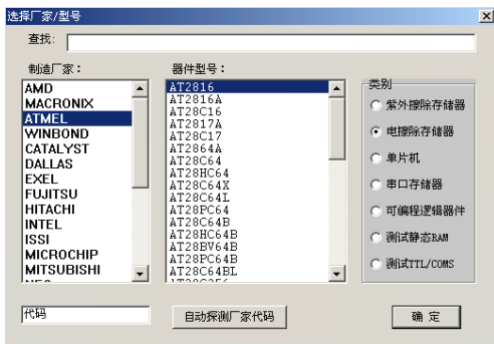 选择厂家/型号
查找:
制造厂家:
AMD
MACRONIX
ATMEL
WINBOND
CATALYST
DALLAS
EXEL
FUJITSU
HITACHI
INTEL
ISSI
MICROCHIP
MITSUBISHI
器件型号:
AT2816
AT2816A
AT28C16
AT2817A
AT28C17
AT2864A
AT28C64
AT28HC64
AT28C64X
AT28C64L
AT28PC64
AT28C64B
AT28HC64B
AT28BV64B
AT28PC64B
AT28C64BL
类别
紫外擦除存储器
电擦除存储器
单片机
串口存储器
可编程逻辑器件
测试静态RAM
测试TTL/COMS
代码
自动探测厂家代码
确 定